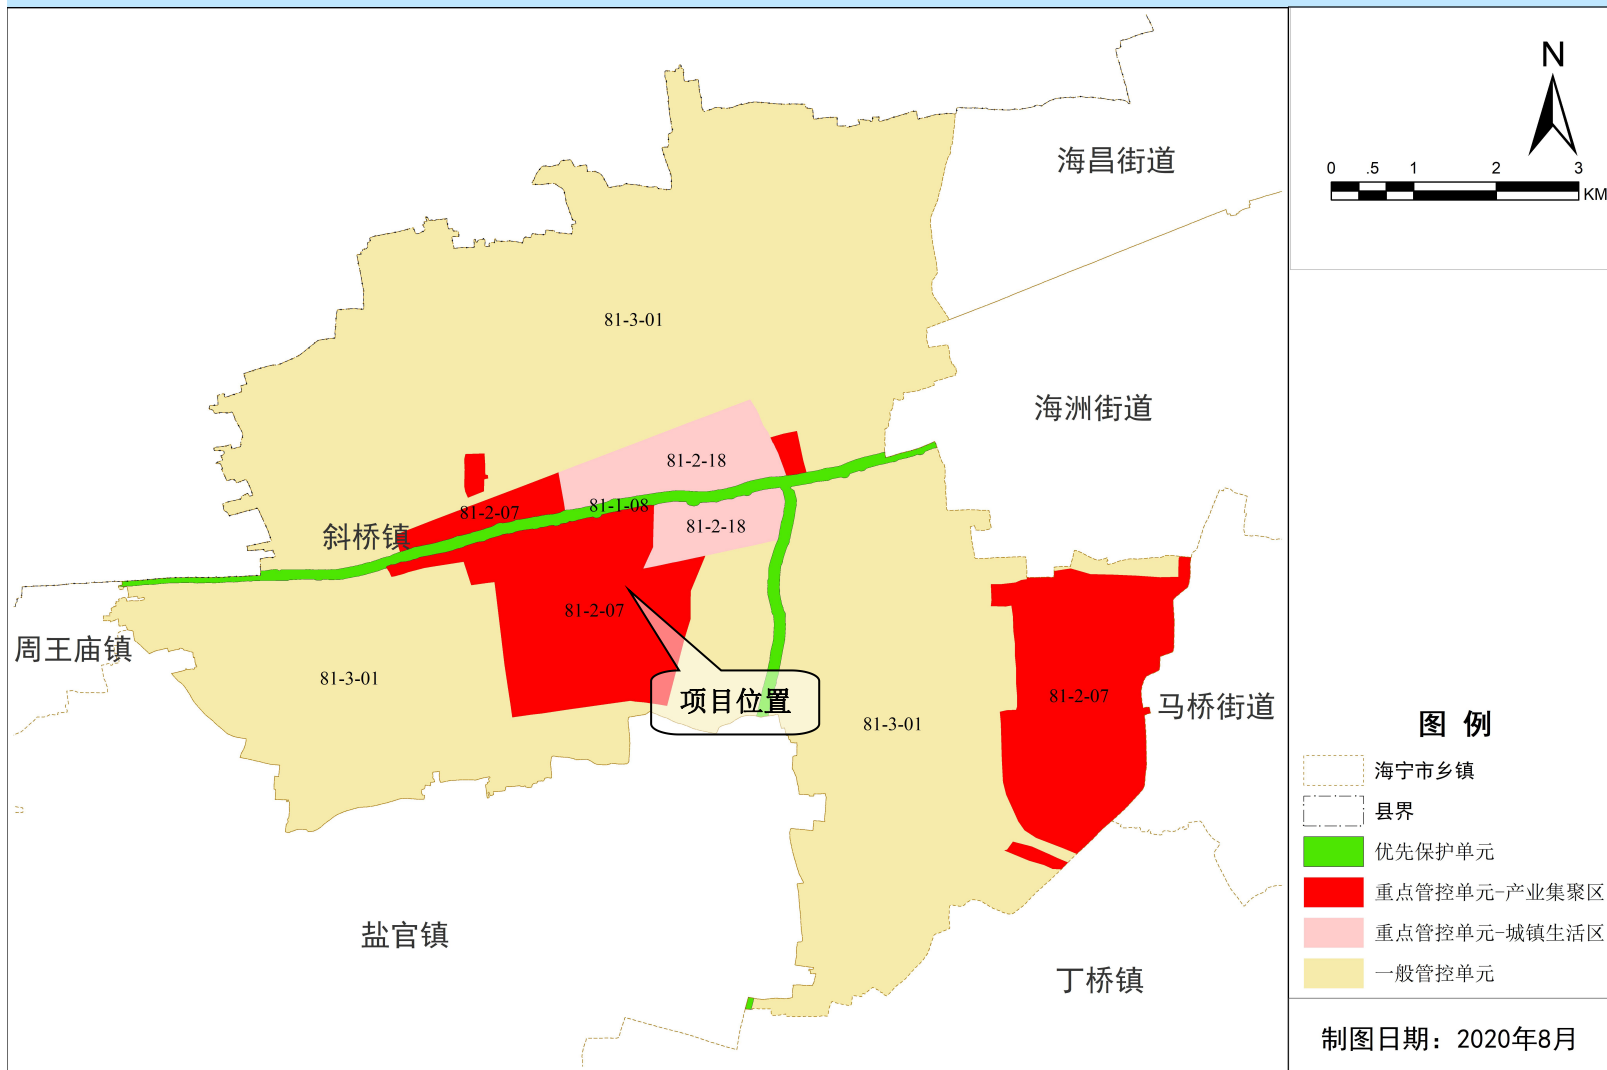 N
0 .5 1 2 3
KM
海昌街道
81-3-01
海洲街道
81-2-18
81-2-07
81-1-08
81-2-18
斜桥镇
81-2-07
周王庙镇
81-3-01
项目位置
81-3-01
81-2-07
马桥街道
盐官镇
丁桥镇
图 例
海宁市乡镇
县界
优先保护单元
重点管控单元-产业集聚区
重点管控单元-城镇生活区
一般管控单元
制图日期：2020年8月